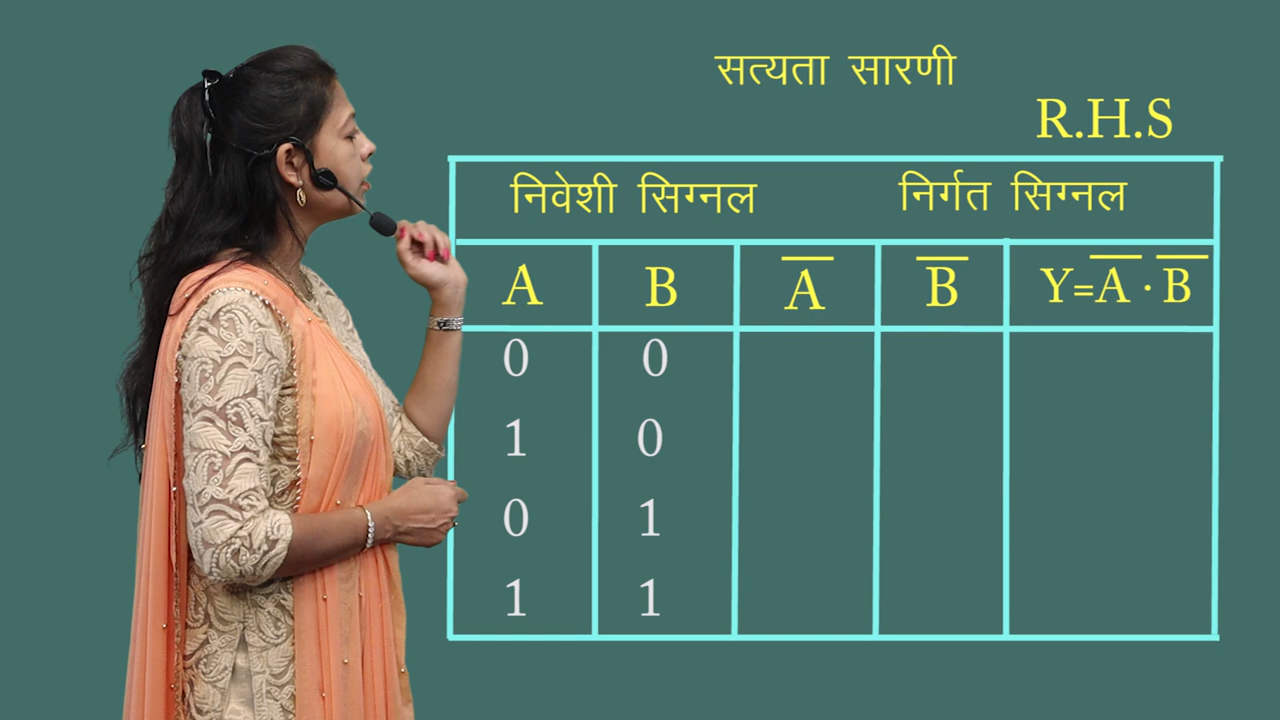 सत्यता सारणी
R.H.S
निवेशी सिग्नल निर्गत सिग्नल
A B A̅ B̅ Y=A̅·B̅
0 0
1 0
0 1
1 1